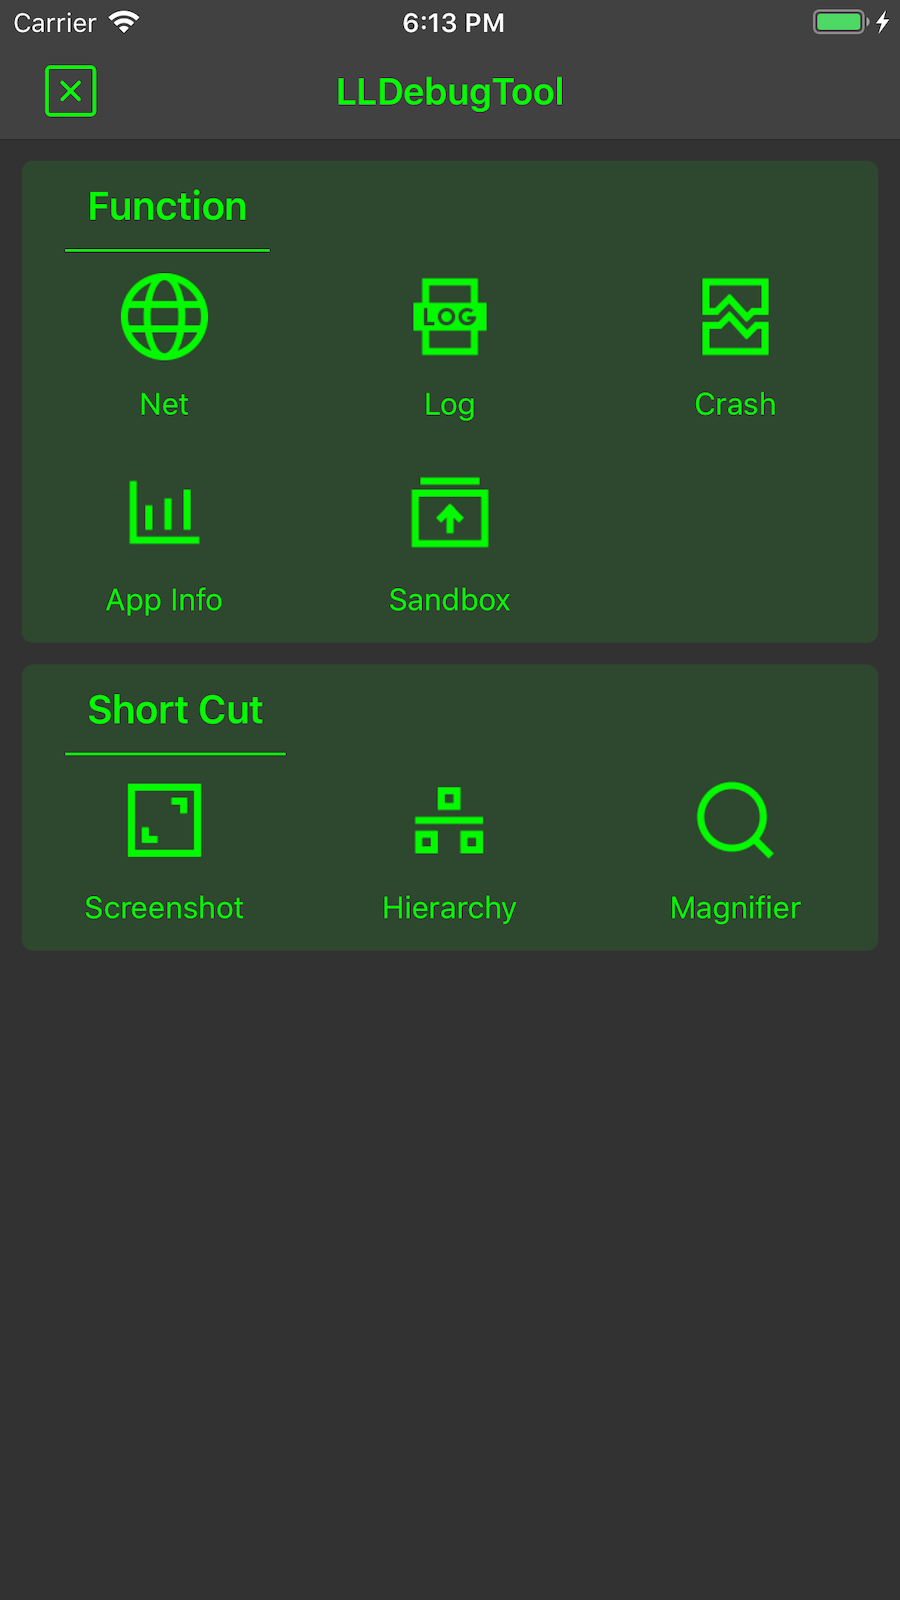 Carrier 6:13 PM
LLDebugTool
Function
LOG
Net Log Crash
App Info Sandbox
Short Cut
Screenshot Hierarchy Magnifier